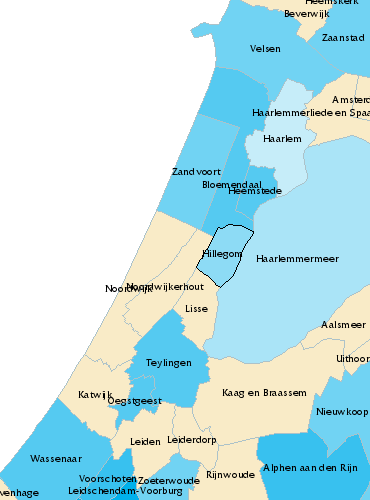 Heemskerk
Beverwijk
Zaanstad
Velsen
Amsterd
Haarlemmerliede en Spaa
Haarlem
Zandvoort
Bloemendaal
Heemstede
Hillegom
Haarlemmermeer
Noordwijkerhout
Noordwijk
Lisse
Aalsmeer
Uithoor
Teylingen
Katwijk
Kaag en Braassem
Oegstgeest
Nieuwkoop
Leiden
Leiderdorp
Wassenaar
Alphen aan den Rijn
Rijnwoude
Voorschoten
Zoeterwoude
Leidschendam-Voorburg
venhage